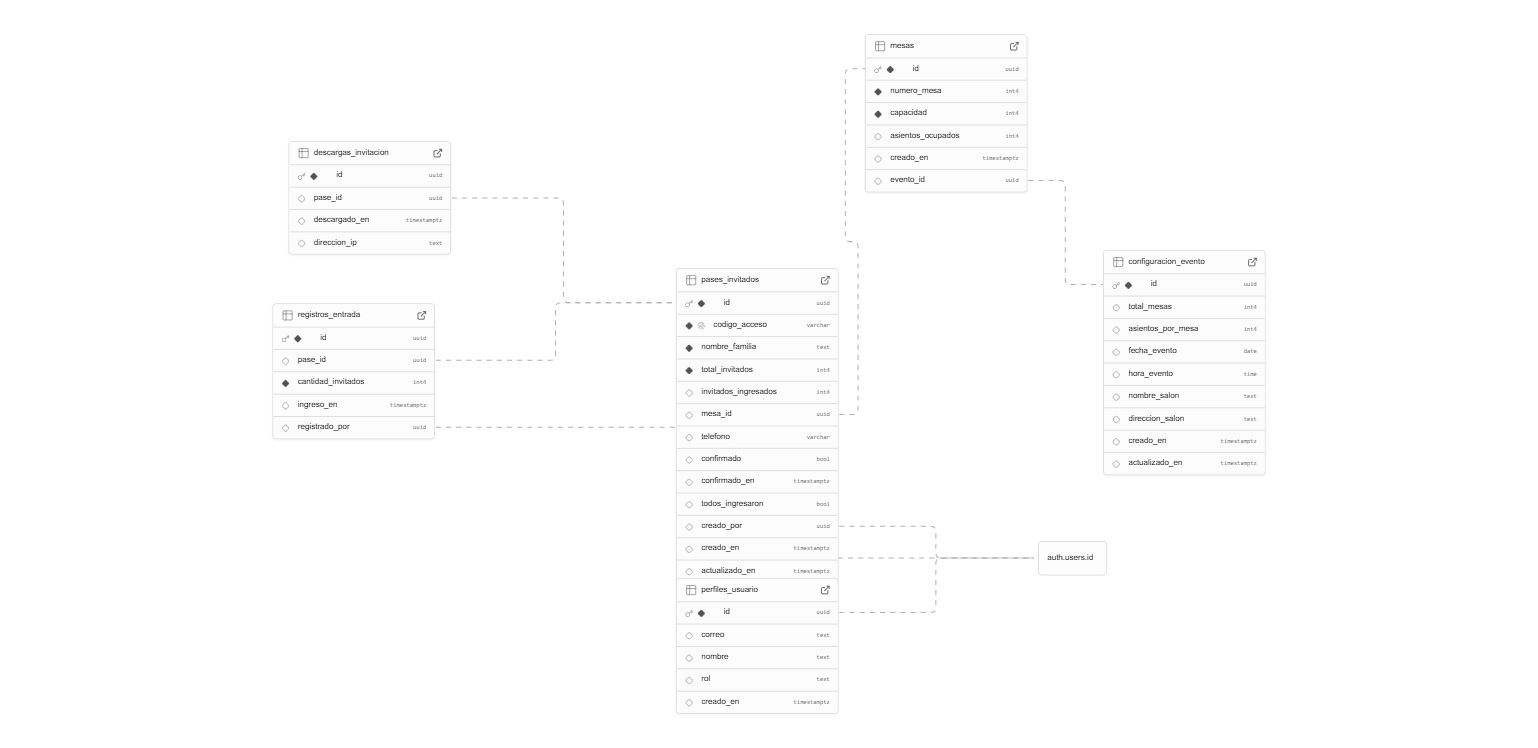 mesas
id uuid
numero_mesa int4
capacidad int4
asientos_ocupados int4
creado_en timestamptz
evento_id uuid
descargas_invitacion
id uuid
pase_id uuid
descargado_en timestamptz
direccion_ip text
configuracion_evento
id uuid
total_mesas int4
asientos_por_mesa int4
fecha_evento date
hora_evento time
nombre_salon text
direccion_salon text
creado_en timestamptz
actualizado_en timestamptz
pases_invitados
id uuid
codigo_acceso varchar
nombre_familia text
total_invitados int4
invitados_ingresados int4
mesa_id uuid
telefono varchar
confirmado bool
confirmado_en timestamptz
todos_ingresaron bool
creado_por uuid
creado_en timestamptz
actualizado_en timestamptz
registros_entrada
id uuid
pase_id uuid
cantidad_invitados int4
ingreso_en timestamptz
registrado_por uuid
auth.users.id
perfiles_usuario
id uuid
correo text
nombre text
rol text
creado_en timestamptz